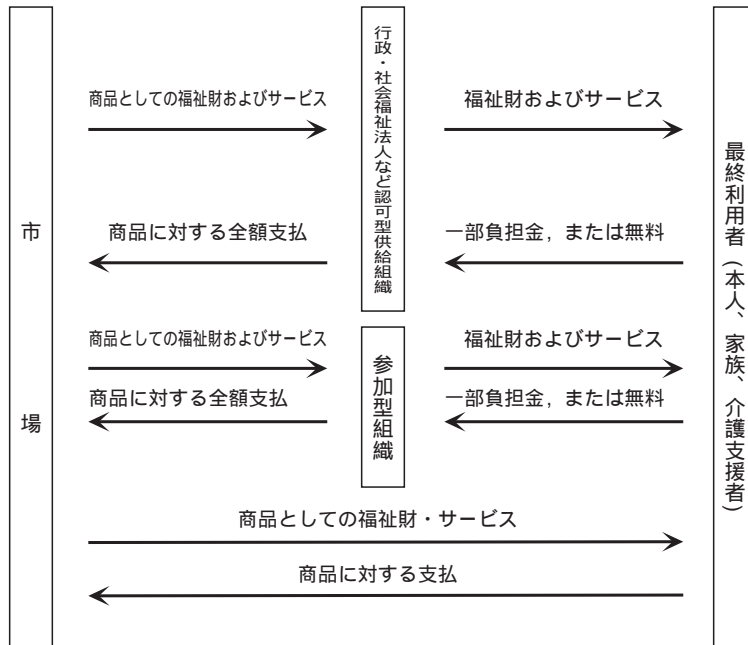 市場
商品としての福祉財およびサービス
行政・社会福祉法人など認可型供給組織
福祉財およびサービス
最終利用者(本人、家族、介護支援者)
商品に対する全額支払
一部負担金，または無料
商品としての福祉財およびサービス
参加型組織
福祉財およびサービス
商品に対する全額支払
一部負担金，または無料
商品としての福祉財・サービス
商品に対する支払